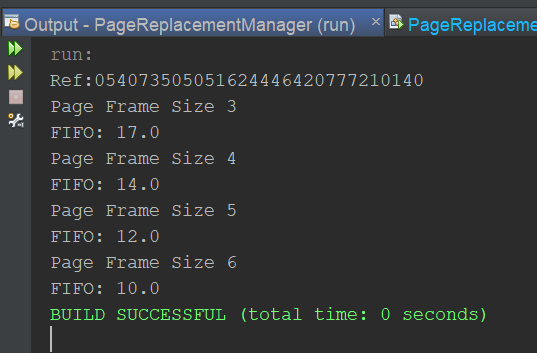 Output - PageReplacementManager (run) × PageReplaceme
run:
Ref:054073505051624446420777210140
Page Frame Size 3
FIFO: 17.0
Page Frame Size 4
FIFO: 14.0
Page Frame Size 5
FIFO: 12.0
Page Frame Size 6
FIFO: 10.0
BUILD SUCCESSFUL (total time: 0 seconds)